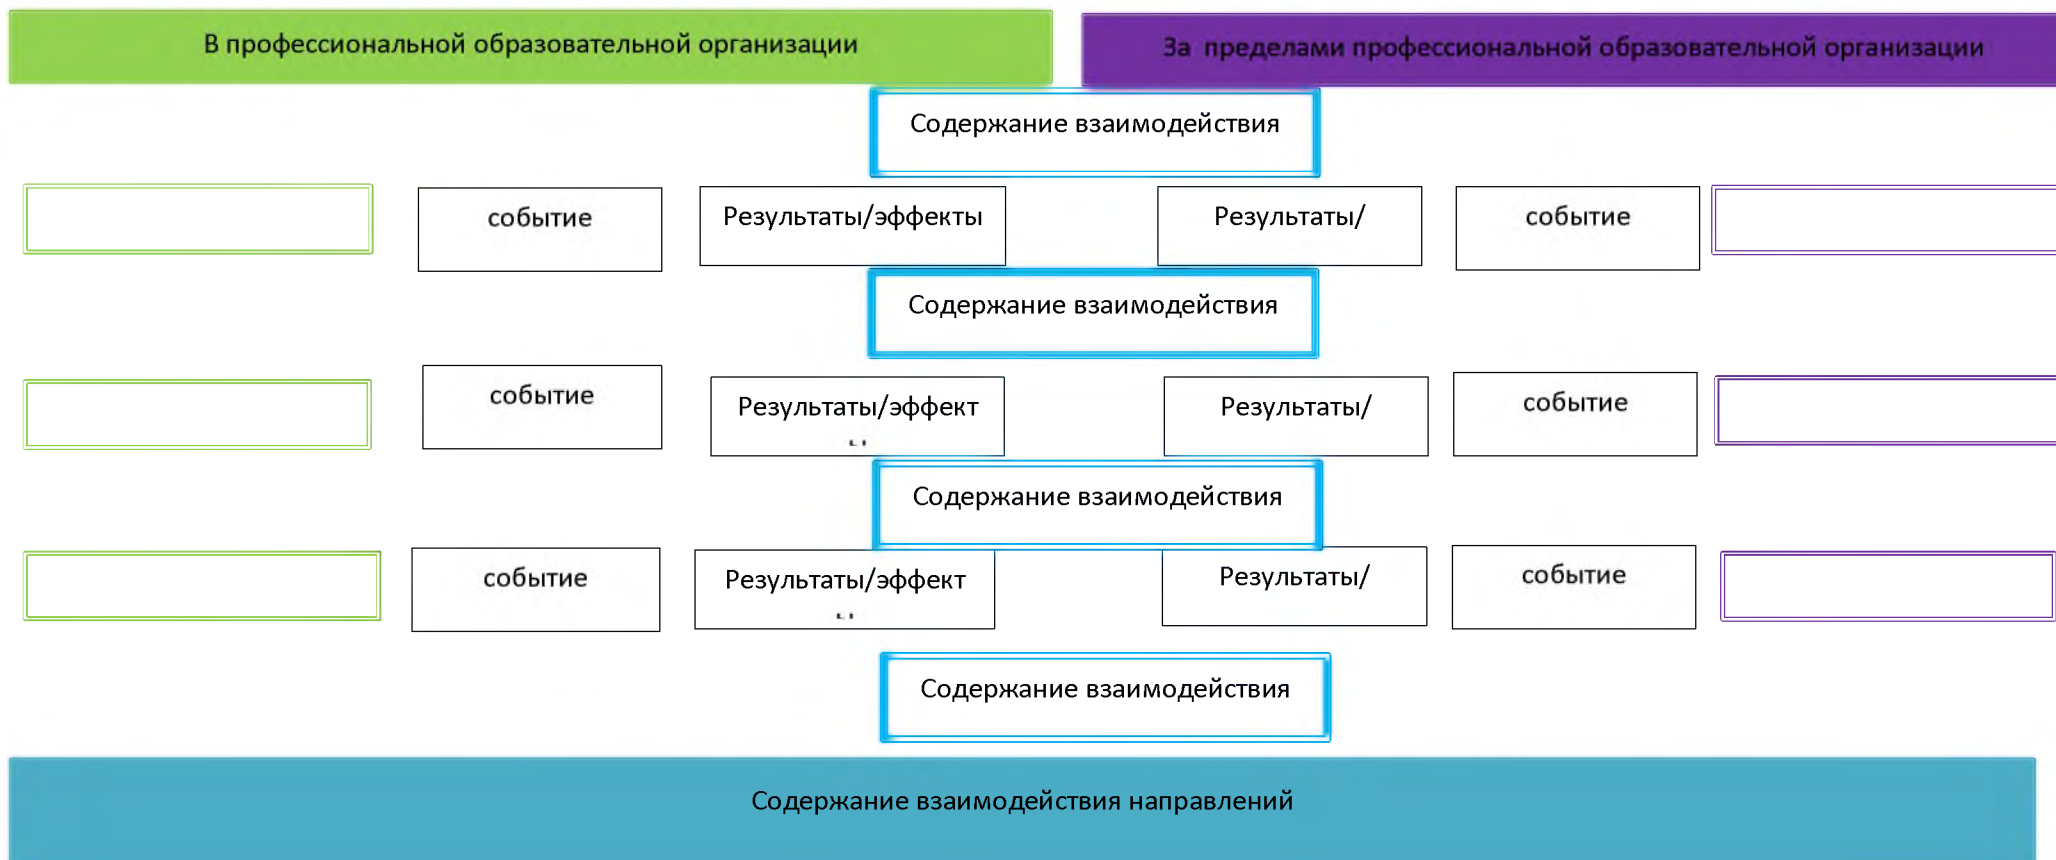 В профессиональной образовательной организации
За пределами профессиональной образовательной организации
Содержание взаимодействия
событие
Результаты/эффекты
Результаты/
событие
Содержание взаимодействия
событие
Результаты/эффект
Результаты/
событие
Содержание взаимодействия
событие
Результаты/эффект
Результаты/
событие
Содержание взаимодействия
Содержание взаимодействия направлений